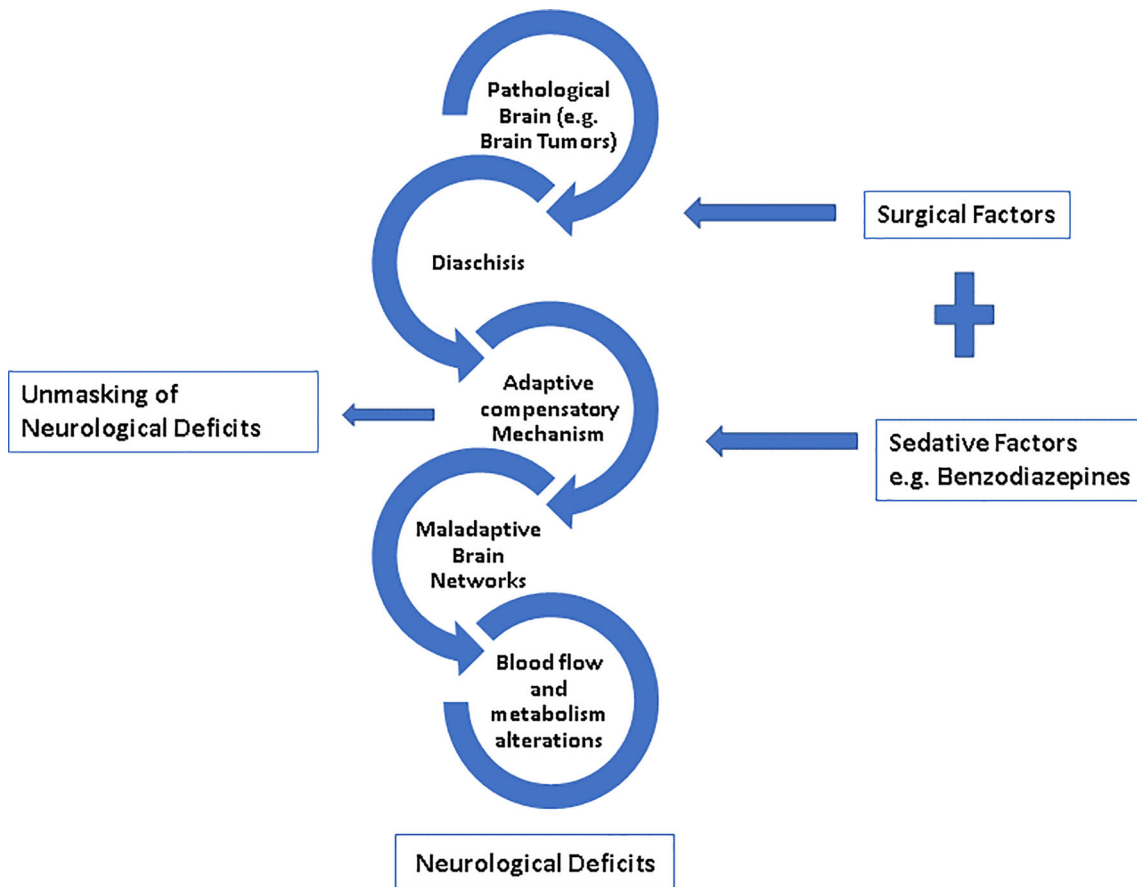 Pathological
Brain (e.g.
Brain Tumors)
Surgical Factors
Diaschisis
Unmasking of
Neurological Deficits
Adaptive
compensatory
Mechanism
Sedative Factors
e.g. Benzodiazepines
Maladaptive
Brain
Networks
Blood flow
and
metabolism
alterations
Neurological Deficits